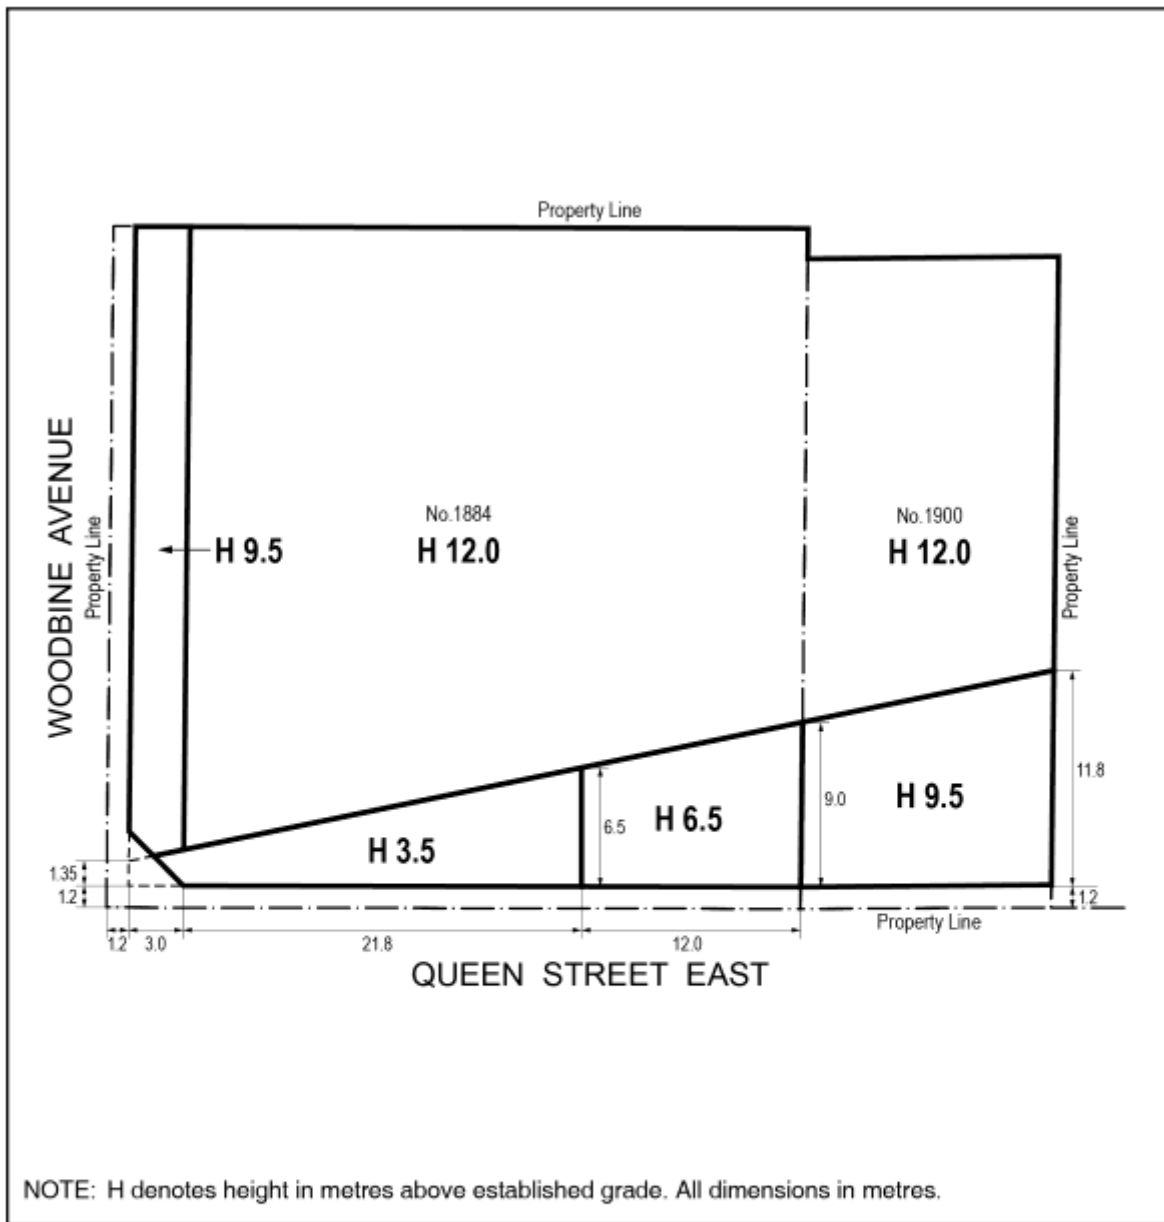 Property Line
WOODBINE AVENUE
Property Line
No.1884
H 12.0
H 9.5
No.1900
H 12.0
Property Line
11.8
H 9.5
9.0
H 6.5
6.5
H 3.5
1.35
1.2
1.2
Property Line
1.2
3.0
21.8
12.0
QUEEN STREET EAST
NOTE: H denotes height in metres above established grade. All dimensions in metres.